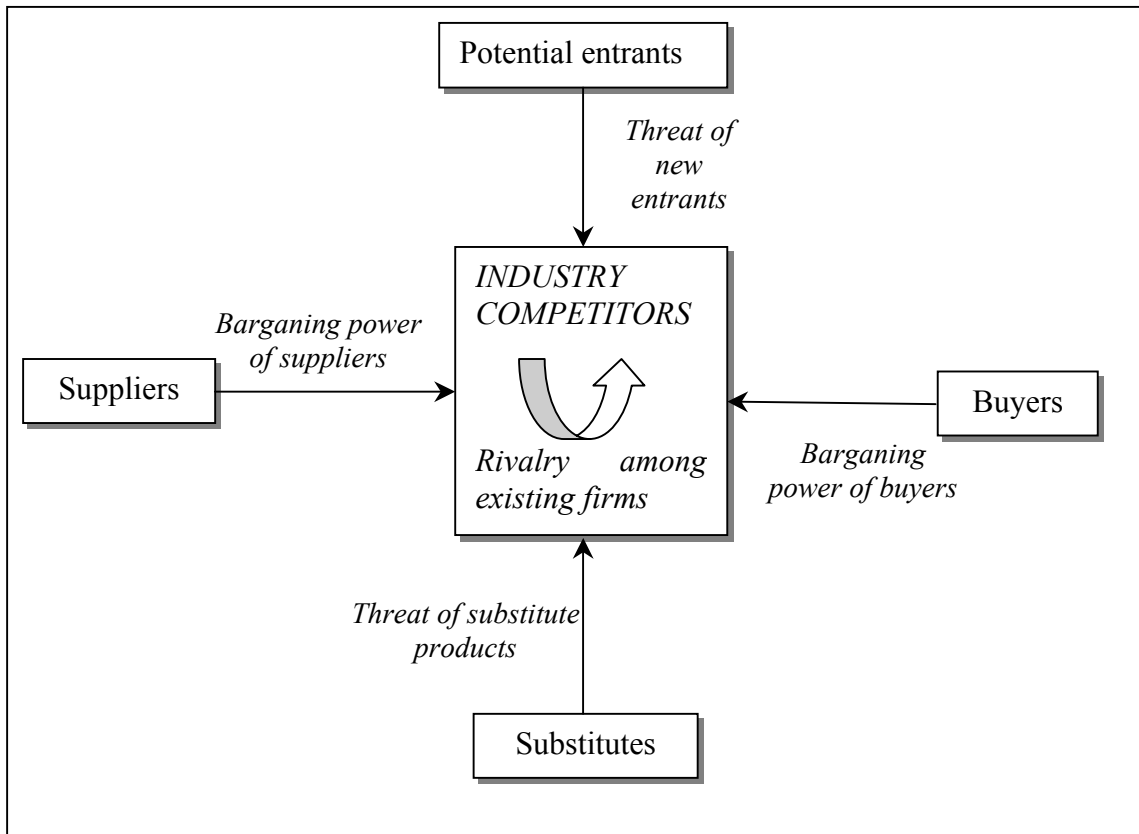 Potential entrants
Threat of
new
entrants
INDUSTRY
COMPETITORS
Rivalry among
existing firms
Barganing power
of suppliers
Suppliers
Buyers
Barganing
power of buyers
Threat of substitute
products
Substitutes